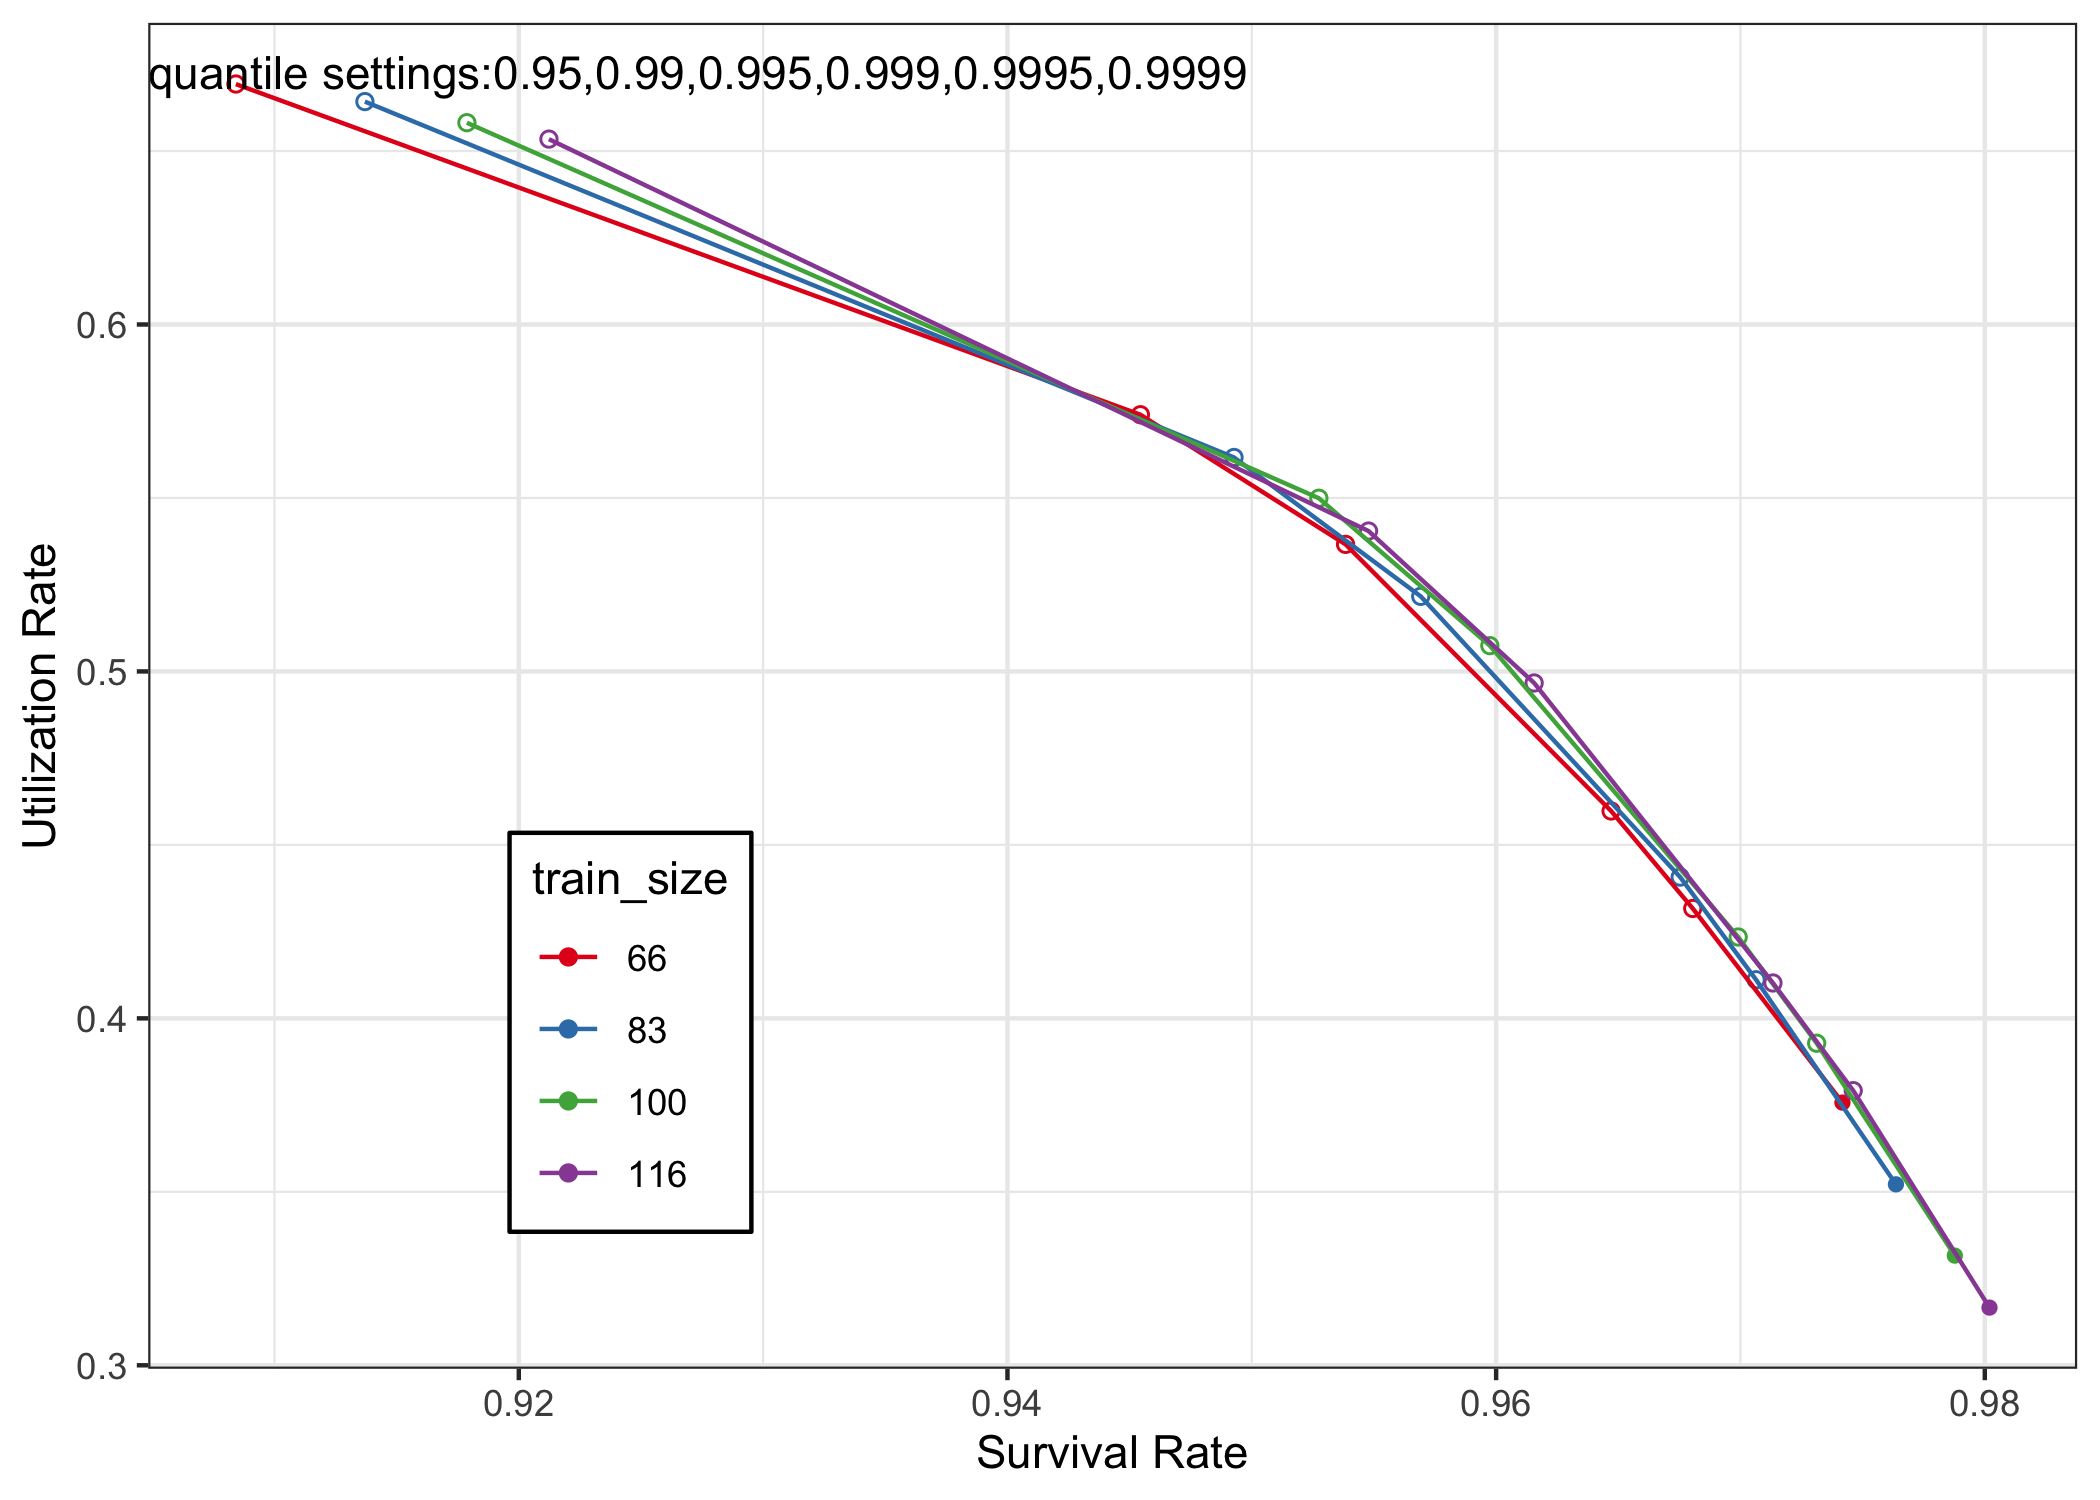 quantile settings:0.95,0.99,0.995,0.999,0.9995,0.9999
Utilization Rate
0.6
0.5
0.4
0.3
train_size
66
83
100
116
0.92 0.94 0.96 0.98
Survival Rate